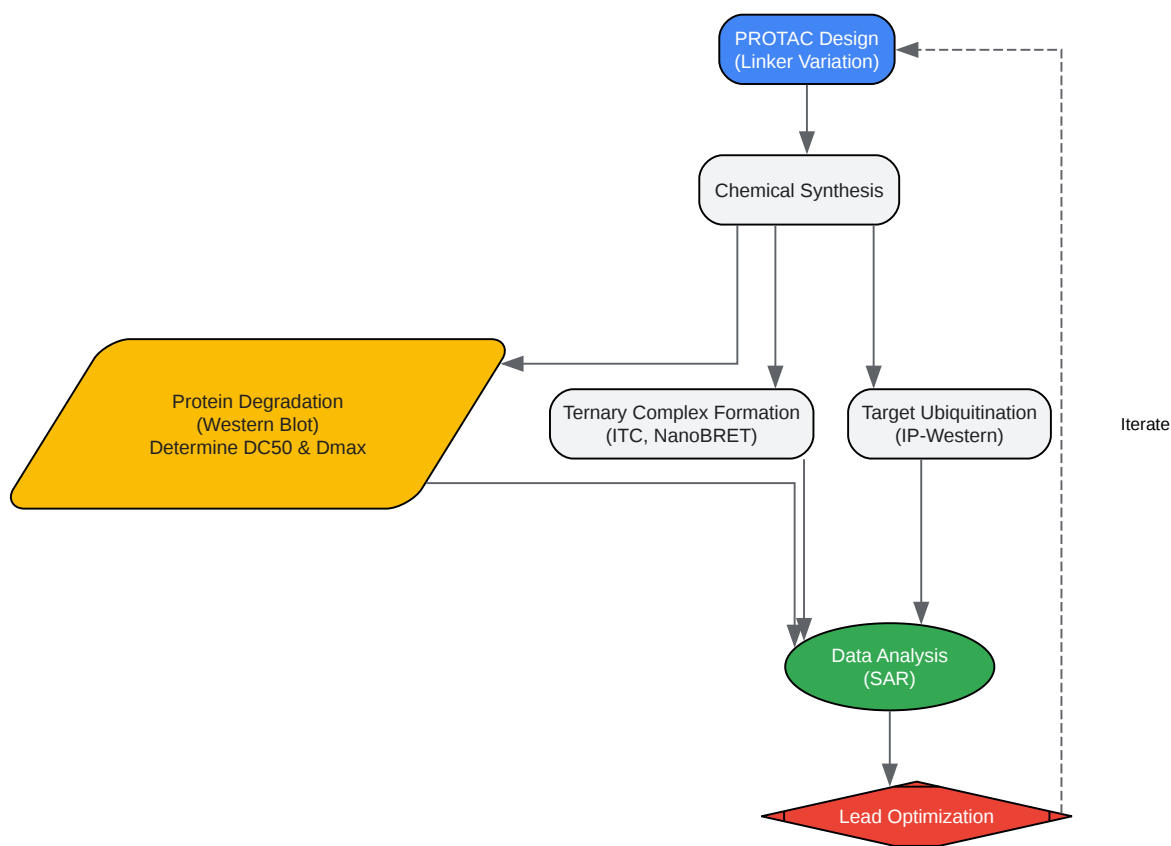 PROTAC Design
(Linker Variation)
Chemical Synthesis
Protein Degradation
(Western Blot)
Determine DC50 & Dmax
Ternary Complex Formation
(ITC, NanoBRET)
Target Ubiquitination
(IP-Western)
Iterate
Data Analysis
(SAR)
Lead Optimization